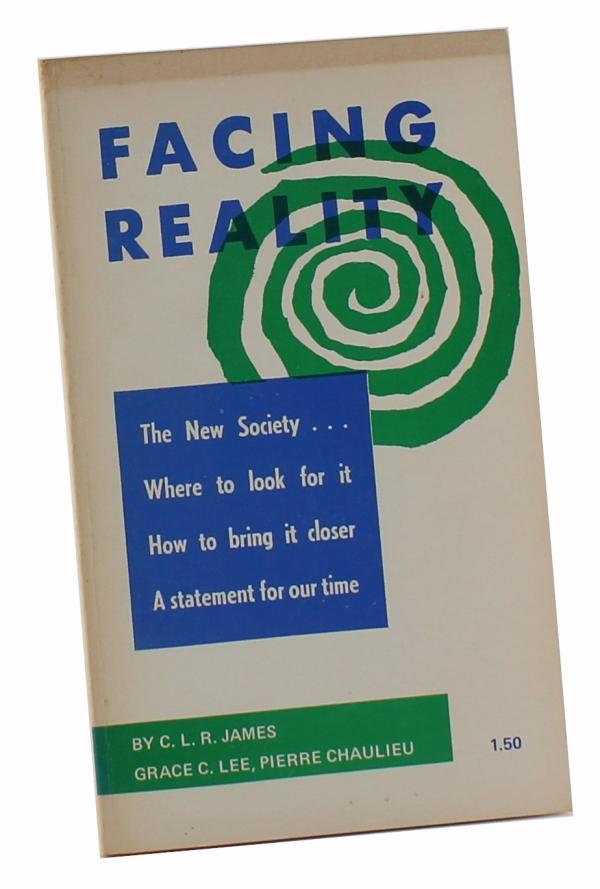 FACING
REALITY
The New Society . . .
Where to look for it
How to bring it closer
A statement for our time
BY C. L. R. JAMES
GRACE C. LEE, PIERRE CHAULIEU
1.50